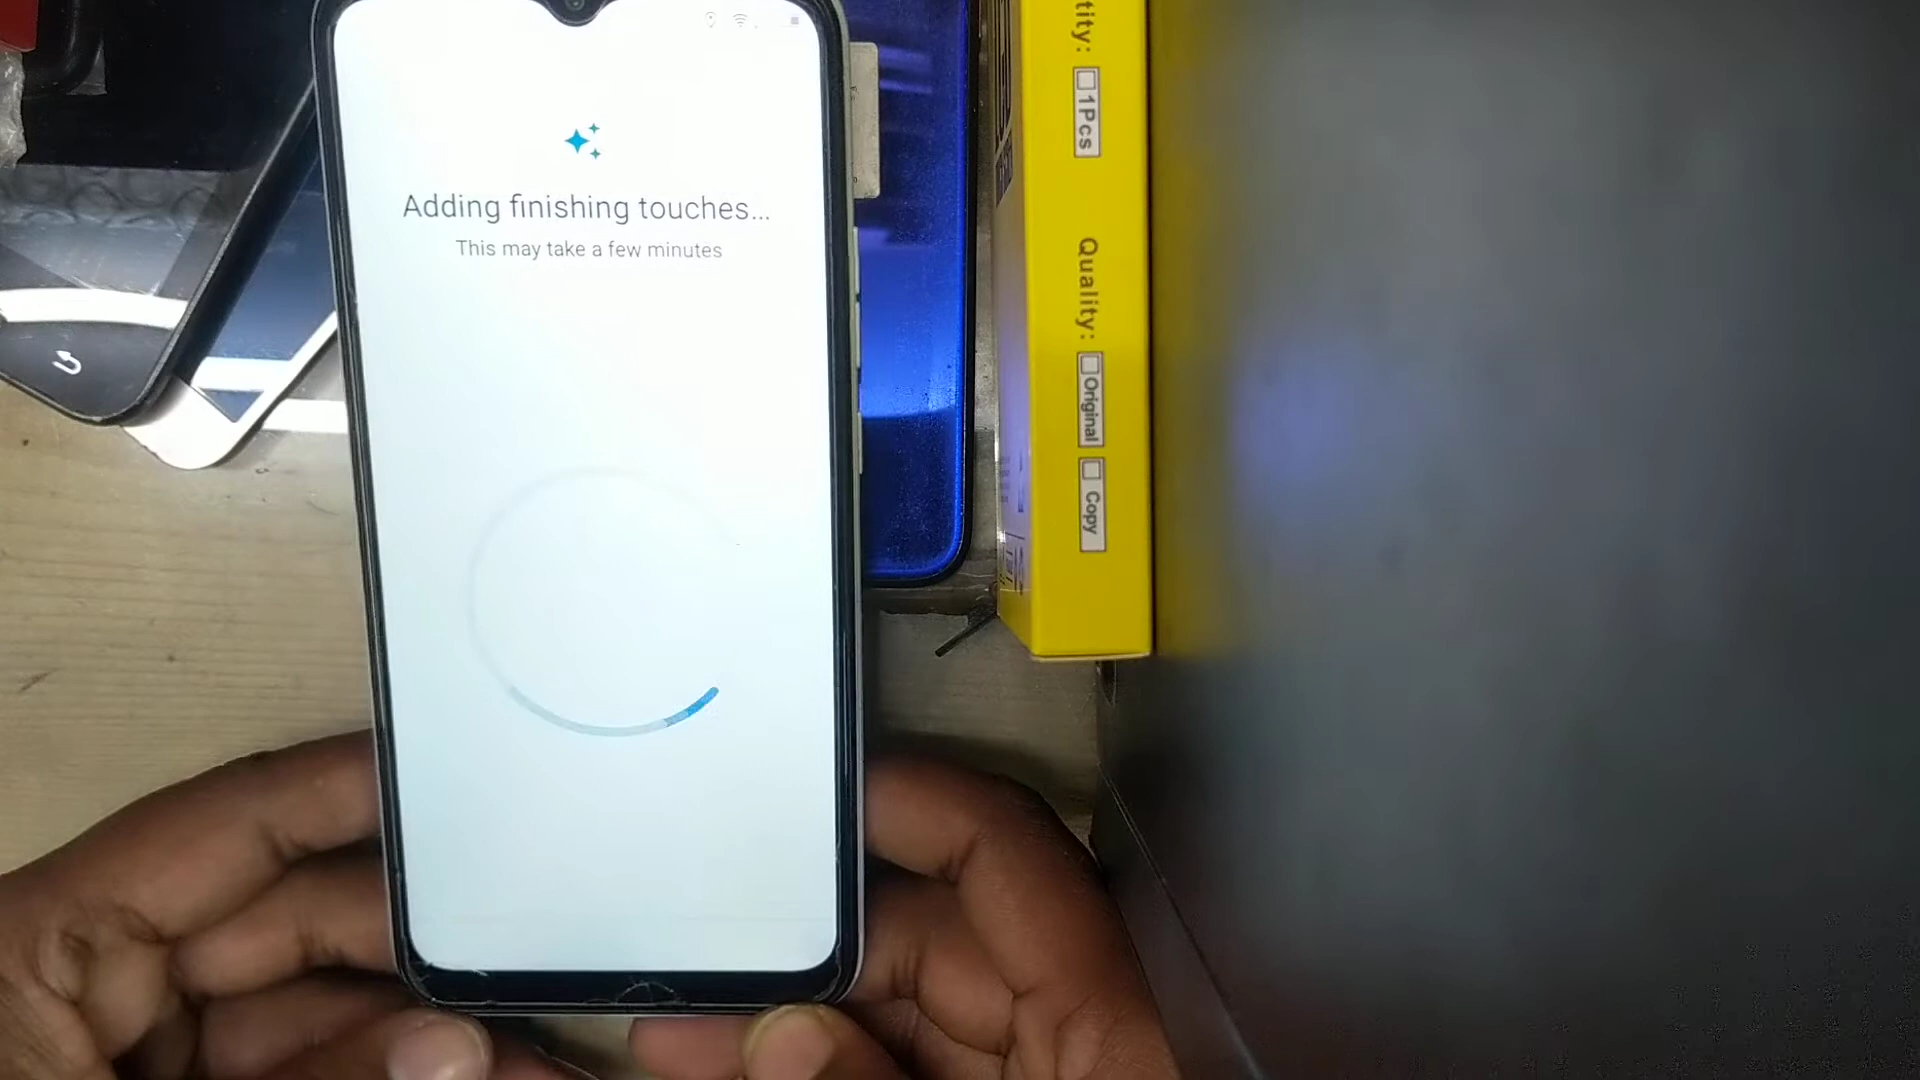 Adding finishing touches...
This may take a few minutes
tity:
1Pcs
Quality:
Original
Copy